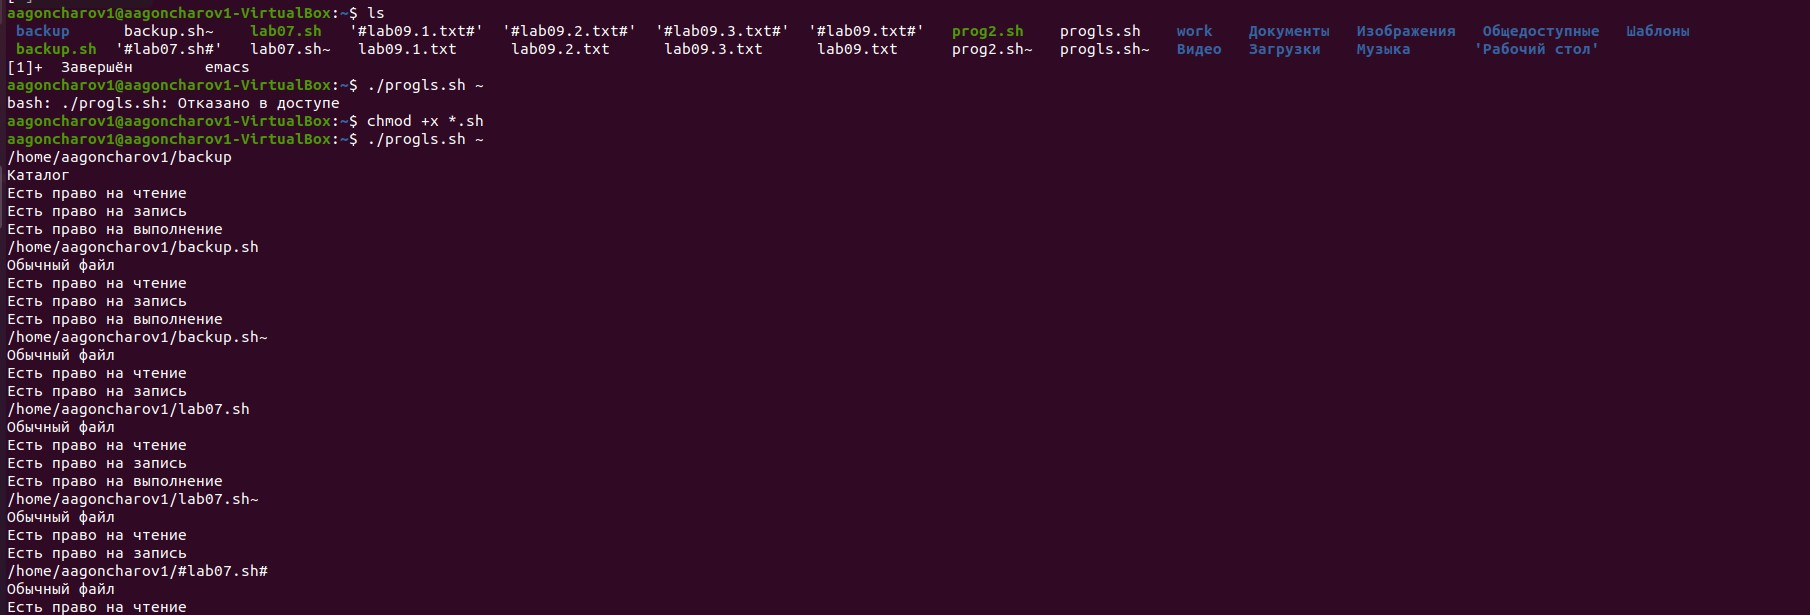 aagoncharov1@aagoncharov1-VirtualBox:~$ ls
backup backup.sh~ lab07.sh '#lab09.1.txt#' '#lab09.2.txt#' '#lab09.3.txt#' '#lab09.txt#' prog2.sh progls.sh work Документы Изображения Общедоступные Шаблоны
backup.sh '#lab07.sh#' lab07.sh~ lab09.1.txt lab09.2.txt lab09.3.txt lab09.txt prog2.sh~ progls.sh~ Видео Загрузки Музыка 'Рабочий стол'
[1]+ Завершён emacs
aagoncharov1@aagoncharov1-VirtualBox:~$ ./progls.sh ~
bash: ./progls.sh: Отказано в доступе
aagoncharov1@aagoncharov1-VirtualBox:~$ chmod +x *.sh
aagoncharov1@aagoncharov1-VirtualBox:~$ ./progls.sh ~
/home/aagoncharov1/backup
Каталог
Есть право на чтение
Есть право на запись
Есть право на выполнение
/home/aagoncharov1/backup.sh
Обычный файл
Есть право на чтение
Есть право на запись
Есть право на выполнение
/home/aagoncharov1/backup.sh~
Обычный файл
Есть право на чтение
Есть право на запись
/home/aagoncharov1/lab07.sh
Обычный файл
Есть право на чтение
Есть право на запись
Есть право на выполнение
/home/aagoncharov1/lab07.sh~
Обычный файл
Есть право на чтение
Есть право на запись
/home/aagoncharov1/#lab07.sh#
Обычный файл
Есть право на чтение